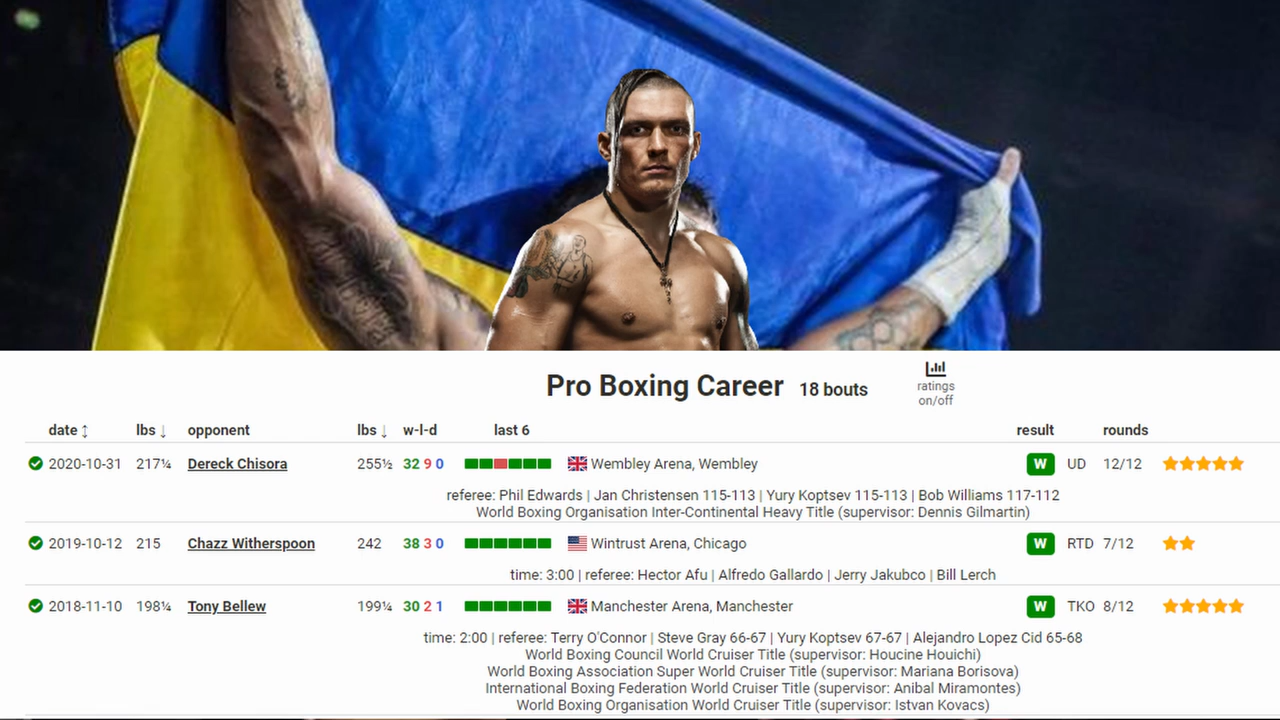 Pro Boxing Career 18 bouts ratings on/off
date lbs opponent lbs w-l-d last 6 result rounds
2020-10-31 217¼ Dereck Chisora 255½ 32 9 0 Wembley Arena, Wembley W UD 12/12
referee: Phil Edwards | Jan Christensen 115-113 | Yury Koptsev 115-113 | Bob Williams 117-112
World Boxing Organisation Inter-Continental Heavy Title (supervisor: Dennis Gilmartin)
2019-10-12 215 Chazz Witherspoon 242 38 3 0 Wintrust Arena, Chicago W RTD 7/12
time: 3:00 | referee: Hector Afu | Alfredo Gallardo | Jerry Jakubco | Bill Lerch
2018-11-10 198¼ Tony Bellew 199¼ 30 2 1 Manchester Arena, Manchester W TKO 8/12
time: 2:00 | referee: Terry O'Connor | Steve Gray 66-67 | Yury Koptsev 67-67 | Alejandro Lopez Cid 65-68
World Boxing Council World Cruiser Title (supervisor: Houcine Houichi)
World Boxing Association Super World Cruiser Title (supervisor: Mariana Borisova)
International Boxing Federation World Cruiser Title (supervisor: Anibal Miramontes)
World Boxing Organisation World Cruiser Title (supervisor: Istvan Kovacs)